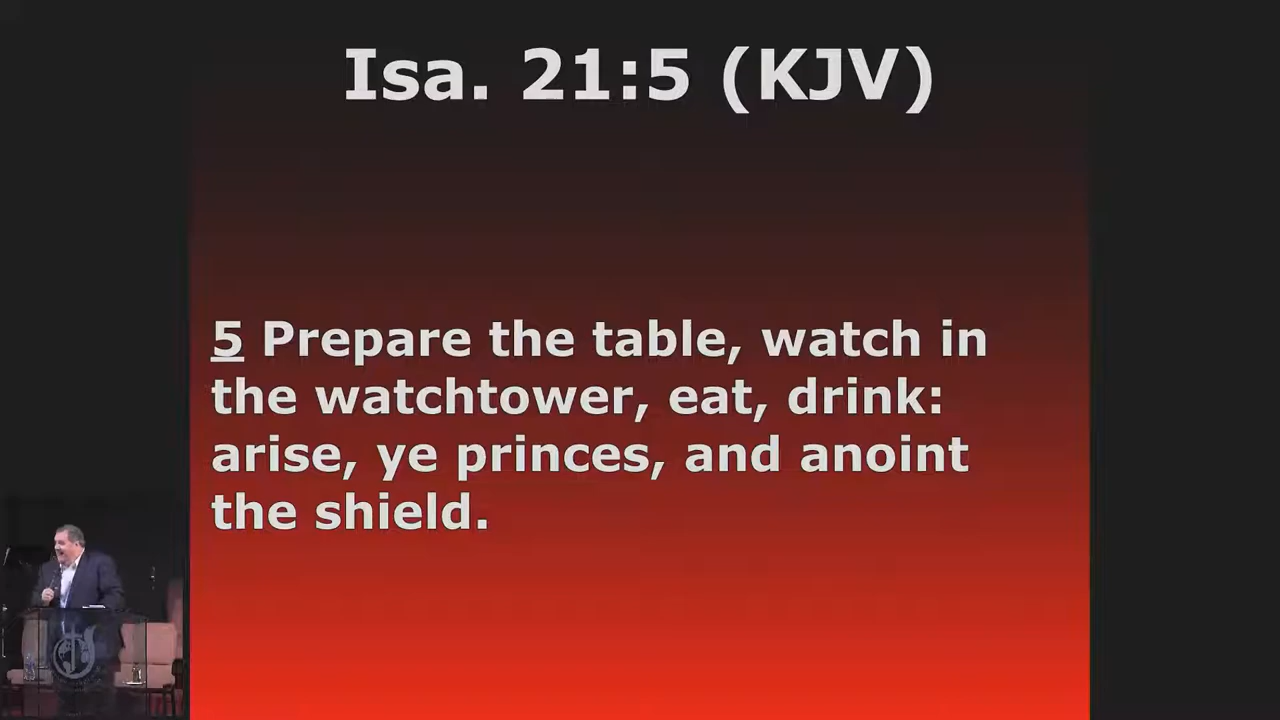 Isa. 21:5 (KJV)
5 Prepare the table, watch in
the watchtower, eat, drink:
arise, ye princes, and anoint
the shield.